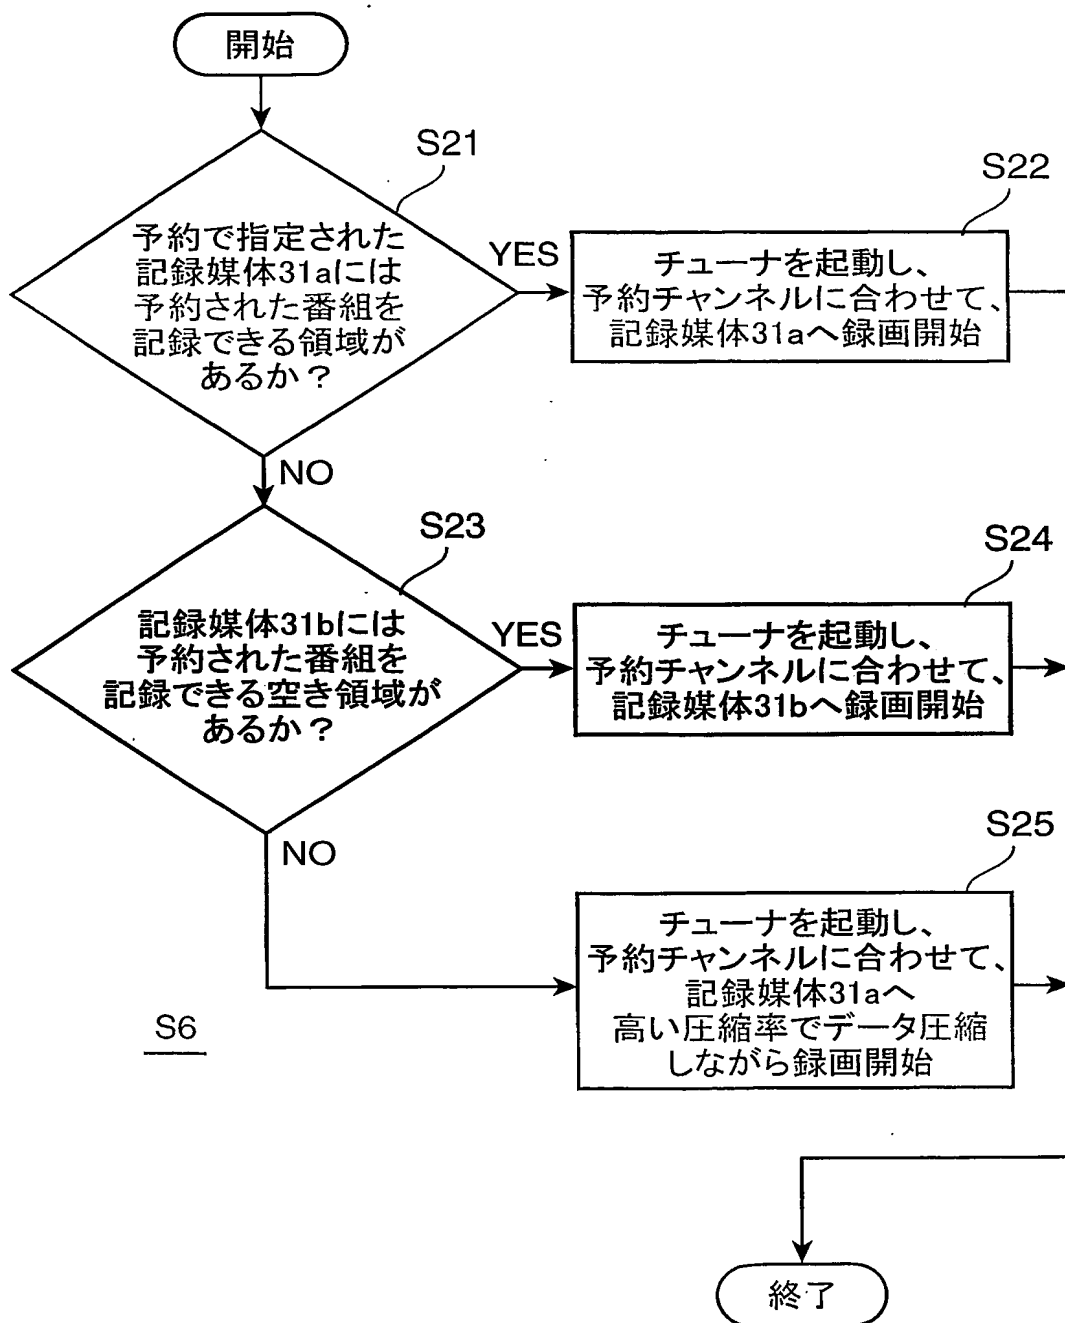 開始
S21
予約で指定された
記録媒体31aには
予約された番組を
記録できる領域が
あるか？
YES
S22
チューナを起動し、
予約チャンネルに合わせて、
記録媒体31aへ録画開始
NO
S23
記録媒体31bには
予約された番組を
記録できる空き領域が
あるか？
YES
S24
チューナを起動し、
予約チャンネルに合わせて、
記録媒体31bへ録画開始
NO
S25
チューナを起動し、
予約チャンネルに合わせて、
記録媒体31aへ
高い圧縮率でデータ圧縮
しながら録画開始
S6
終了